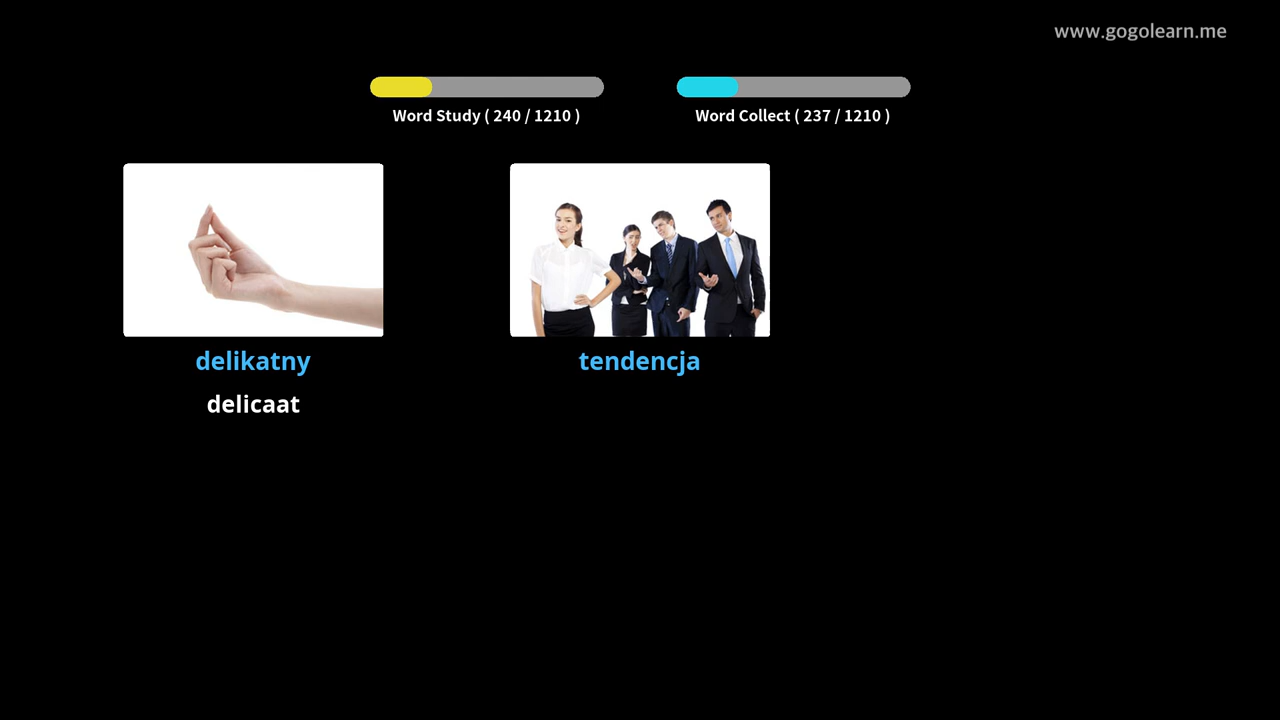 www.gogolearn.me
Word Study ( 240 / 1210 )
Word Collect ( 237 / 1210 )
delikatny
tendencja
delicaat